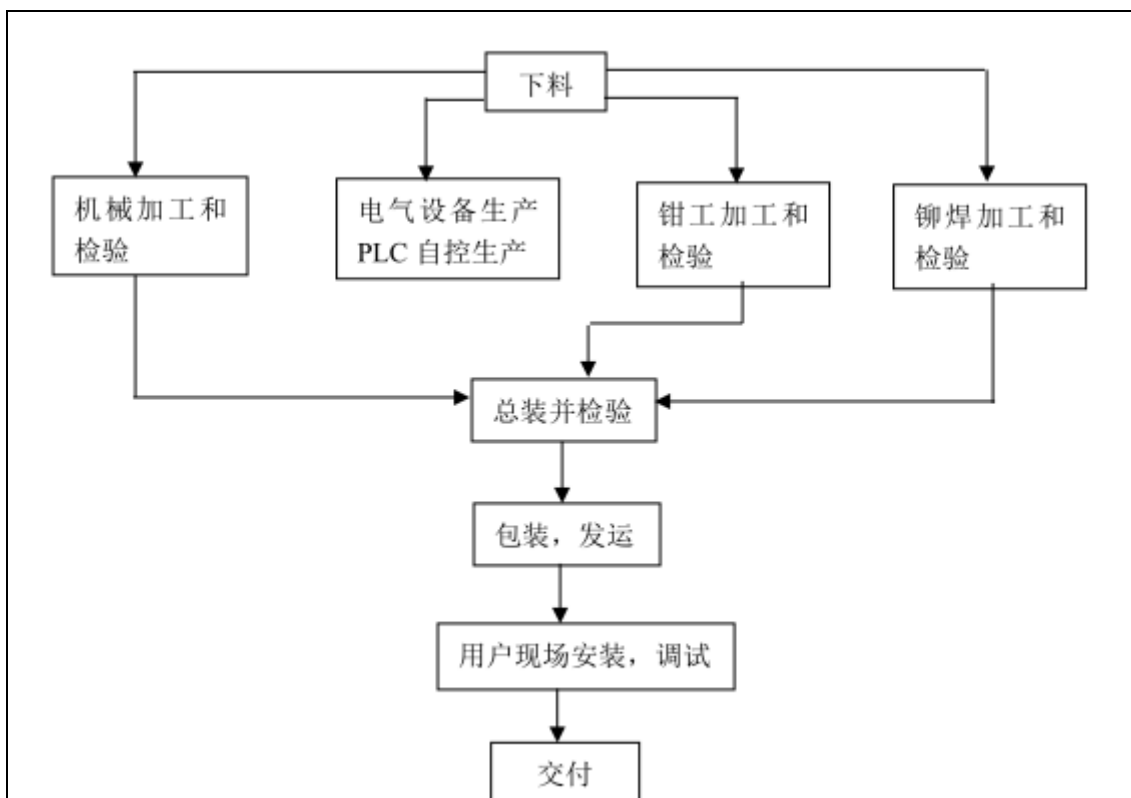 下料
机械加工和
检验
电气设备生产
PLC 自控生产
钳工加工和
检验
铆焊加工和
检验
总装并检验
包装，发运
用户现场安装，调试
交付